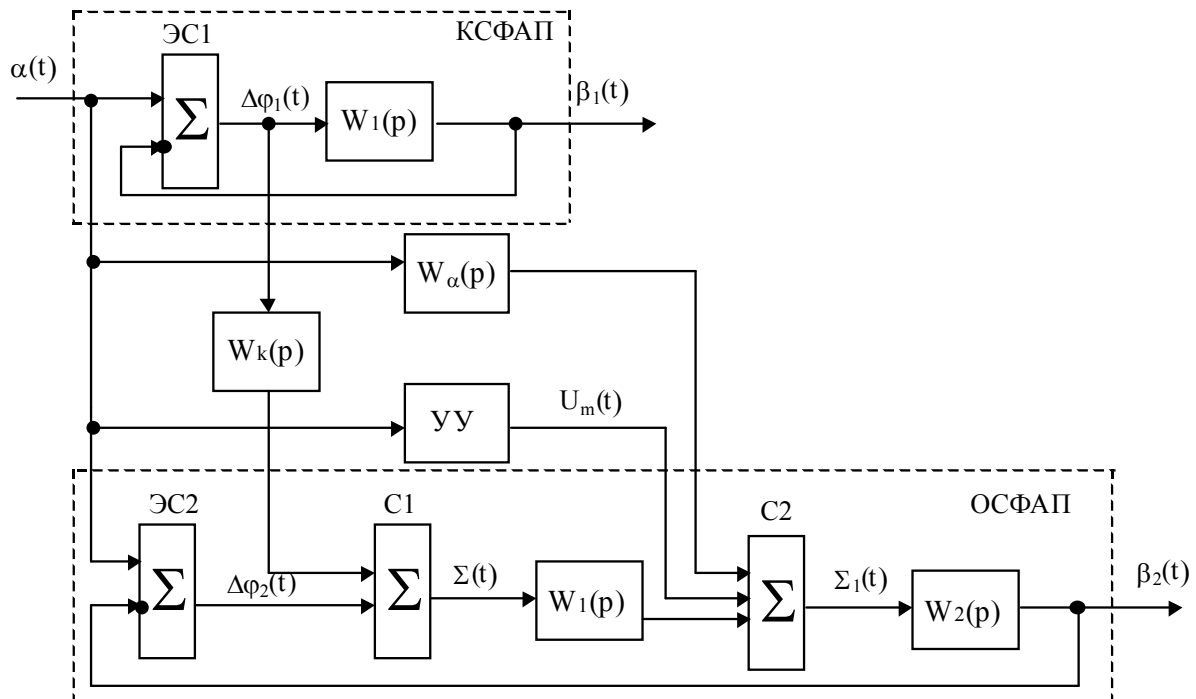 КСФАП
ЭС1
α(t)
Σ
Δφ₁(t)
W₁(p)
β₁(t)
Wα(p)
Wk(p)
УУ
Uₘ(t)
ОСФАП
ЭС2
С1
С2
Σ
Δφ₂(t)
Σ
Σ(t)
W₁(p)
Σ
Σ₁(t)
W₂(p)
β₂(t)